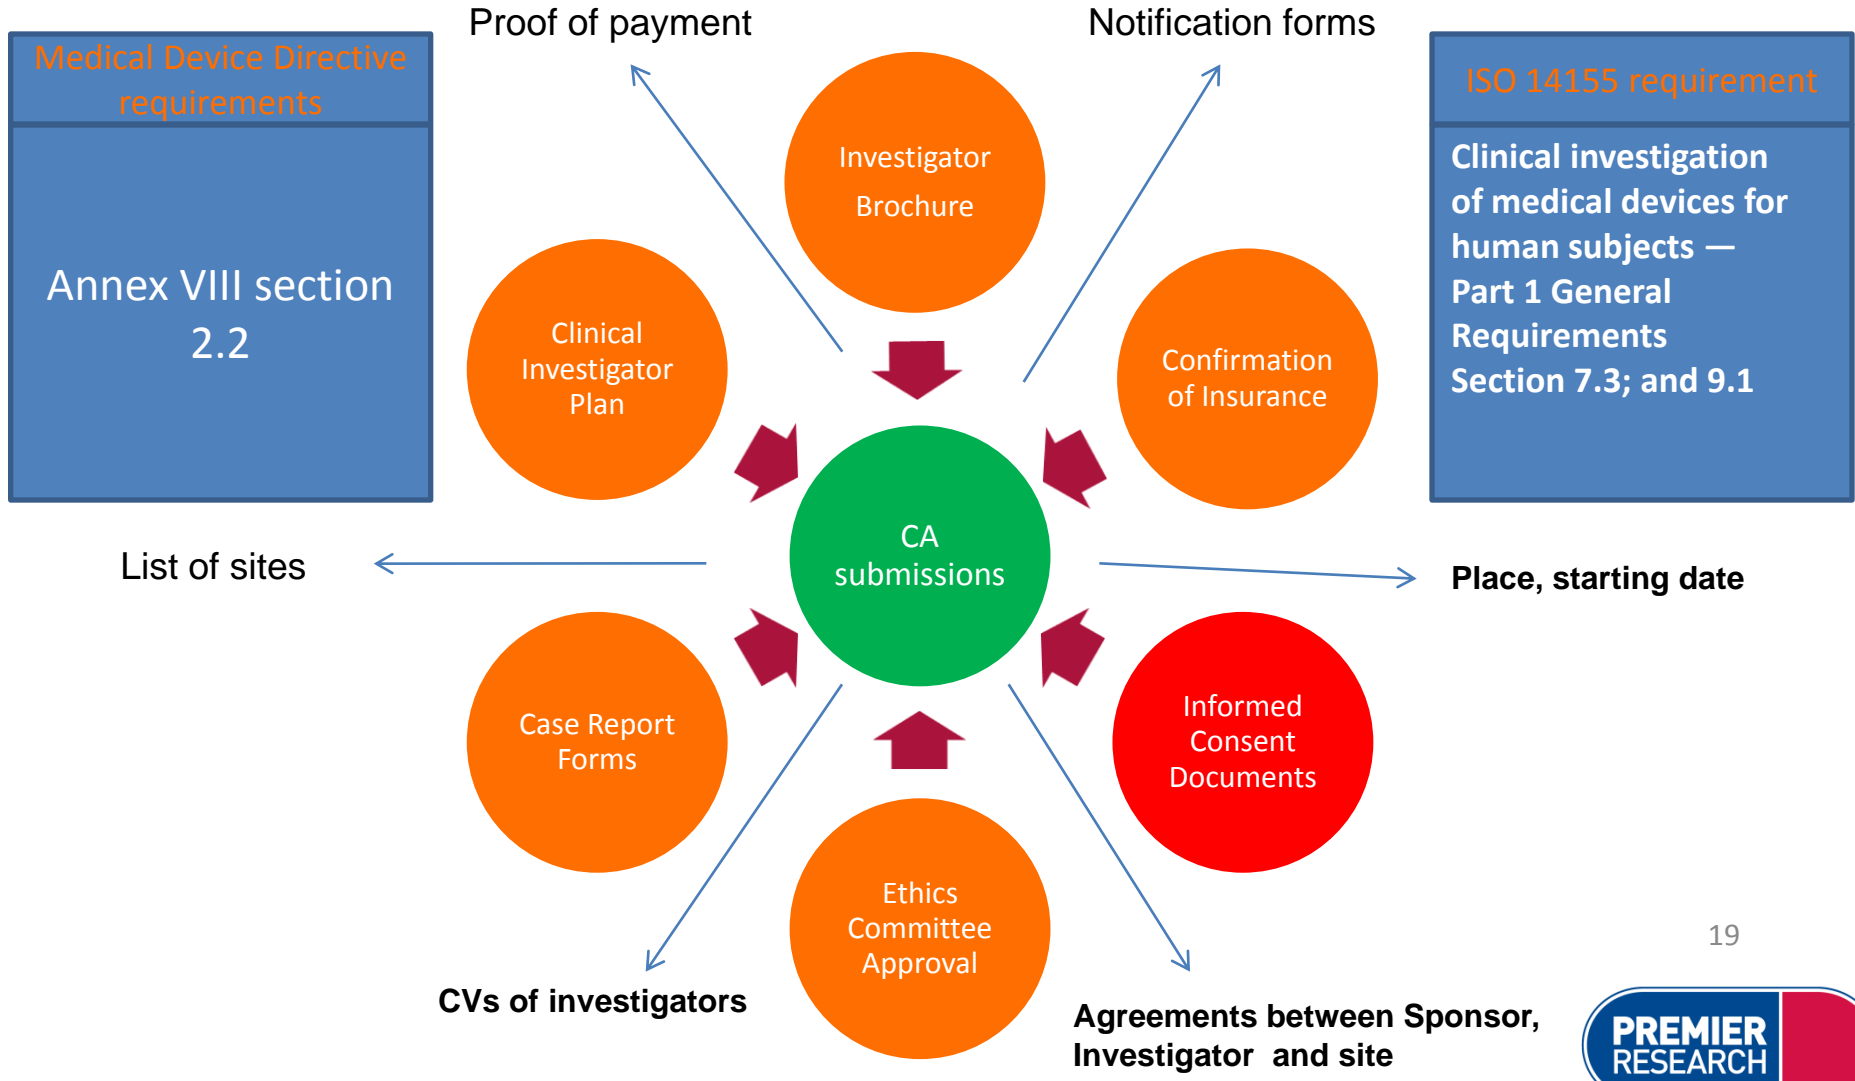 Proof of payment
Notification forms
Medical Device Directive
requirements
Annex VIII section
2.2
ISO 14155 requirement
Clinical investigation
of medical devices for
human subjects —
Part 1 General
Requirements
Section 7.3; and 9.1
Investigator
Brochure
Clinical
Investigator
Plan
Confirmation
of Insurance
CA
submissions
List of sites
Place, starting date
Case Report
Forms
Informed
Consent
Documents
Ethics
Committee
Approval
CVs of investigators
Agreements between Sponsor,
Investigator and site
19
PREMIER
RESEARCH